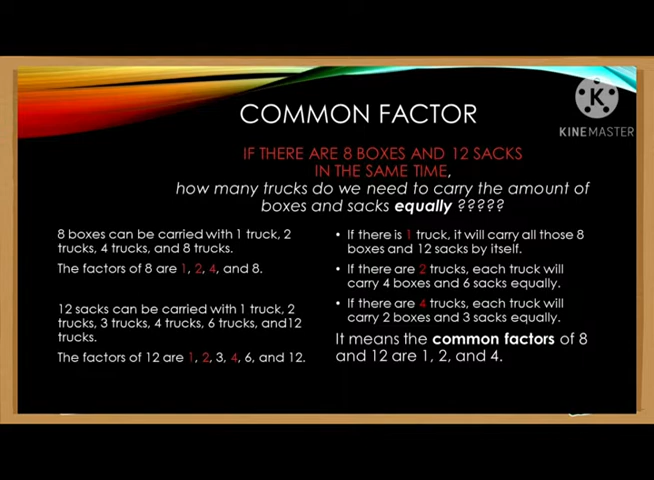 COMMON FACTOR
KINEMASTER
IF THERE ARE 8 BOXES AND 12 SACKS
IN THE SAME TIME,
how many trucks do we need to carry the amount of
boxes and sacks equally ?????
8 boxes can be carried with 1 truck, 2
trucks, 4 trucks, and 8 trucks.
The factors of 8 are 1, 2, 4, and 8.
12 sacks can be carried with 1 truck, 2
trucks, 3 trucks, 4 trucks, 6 trucks, and12
trucks.
The factors of 12 are 1, 2, 3, 4, 6, and 12.
• If there is 1 truck, it will carry all those 8
boxes and 12 sacks by itself.
• If there are 2 trucks, each truck will
carry 4 boxes and 6 sacks equally.
• If there are 4 trucks, each truck will
carry 2 boxes and 3 sacks equally.
It means the common factors of 8
and 12 are 1, 2, and 4.